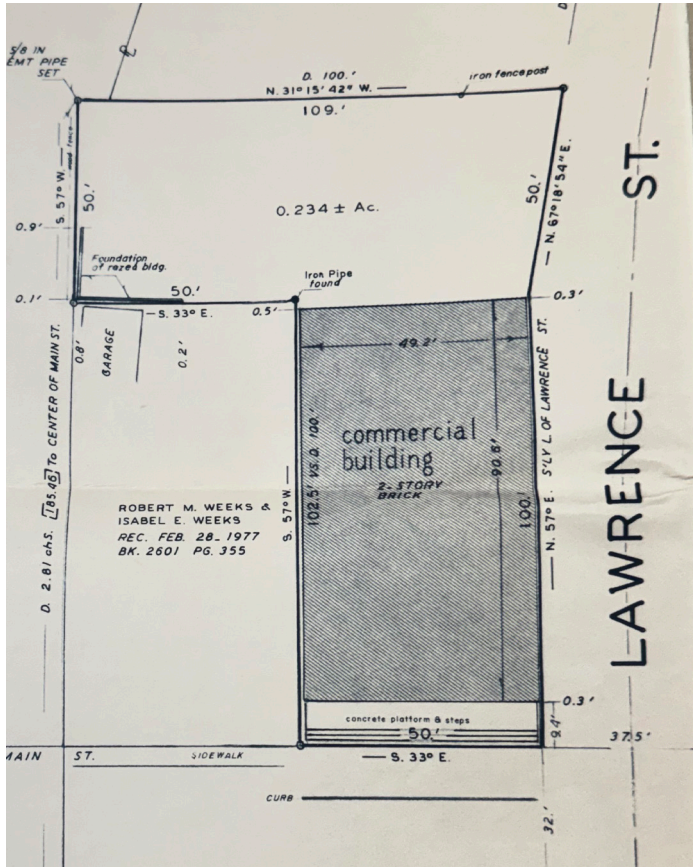 5/8 IN
EMT PIPE
SET
D. 100.'
N. 31° 15' 42" W.
iron fence post
109.'
S. 57° W.
wood fence
50.'
50.'
N. 67° 18' 54" E.
ST.
0.234 ± Ac.
0.9'
Foundation
of razed bldg.
50.'
Iron Pipe
found
0.1'
S. 33° E.
0.5'
0.3'
0.8'
GARAGE
0.2'
49.2'
commercial
building
2-STORY
BRICK
90.6'
102.5' VS. D. 100.'
S. 57° W.
100.'
N. 57° E. S'LY L. OF LAWRENCE ST.
LAWRENCE
D. 2.81 chs. [185.46'] To CENTER OF MAIN ST.
ROBERT M. WEEKS &
ISABEL E. WEEKS
REC. FEB. 28- 1977
BK. 2601 PG. 355
0.3'
concrete platform & steps
50.'
9.4'
37.5'
MAIN ST.
SIDEWALK
S. 33° E.
CURB
32.'